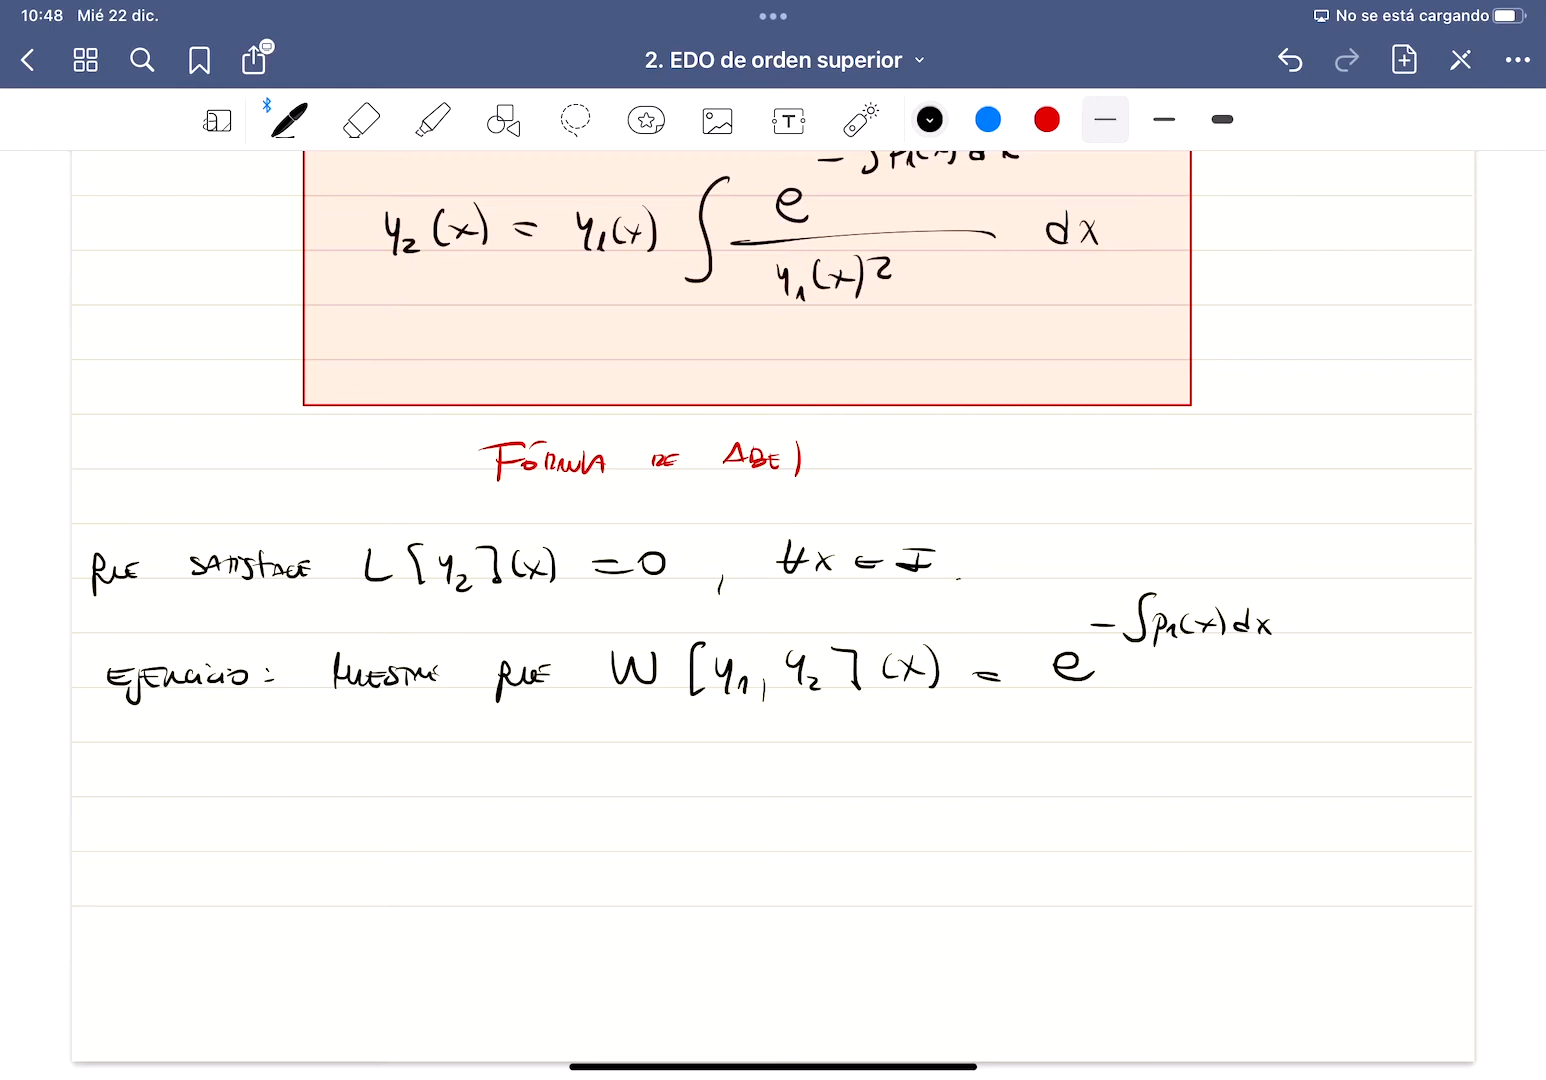 10:48 Mié 22 dic.
No se está cargando
2. EDO de orden superior
T
y₂(x) = y₁(x) ∫ e^(-∫p₁(x)dx) / y₁(x)² dx
FÓRMULA DE ABEL
QUE SATISFACE L[y₂](x) = 0, ∀x ∈ I.
EJERCICIO: MUESTRE QUE W[y₁, y₂](x) = e^(-∫p₁(x)dx)